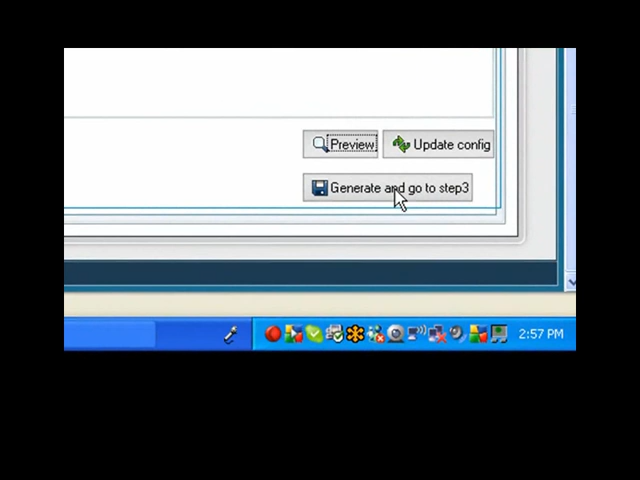 Preview
Update config
Generate and go to step3
2:57 PM